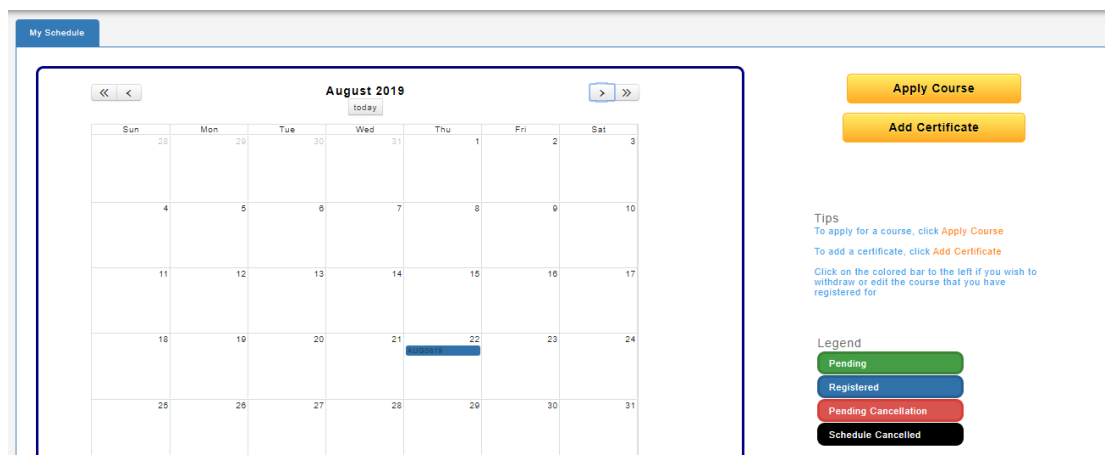 My Schedule
August 2019
today
Sun Mon Tue Wed Thu Fri Sat
28 29 30 31 1 2 3
4 5 6 7 8 9 10
11 12 13 14 15 16 17
18 19 20 21 22 23 24
25 26 27 28 29 30 31
Apply Course
Add Certificate
Tips
To apply for a course, click Apply Course
To add a certificate, click Add Certificate
Click on the colored bar to the left if you wish to
withdraw or edit the course that you have
registered for
Legend
Pending
Registered
Pending Cancellation
Schedule Cancelled